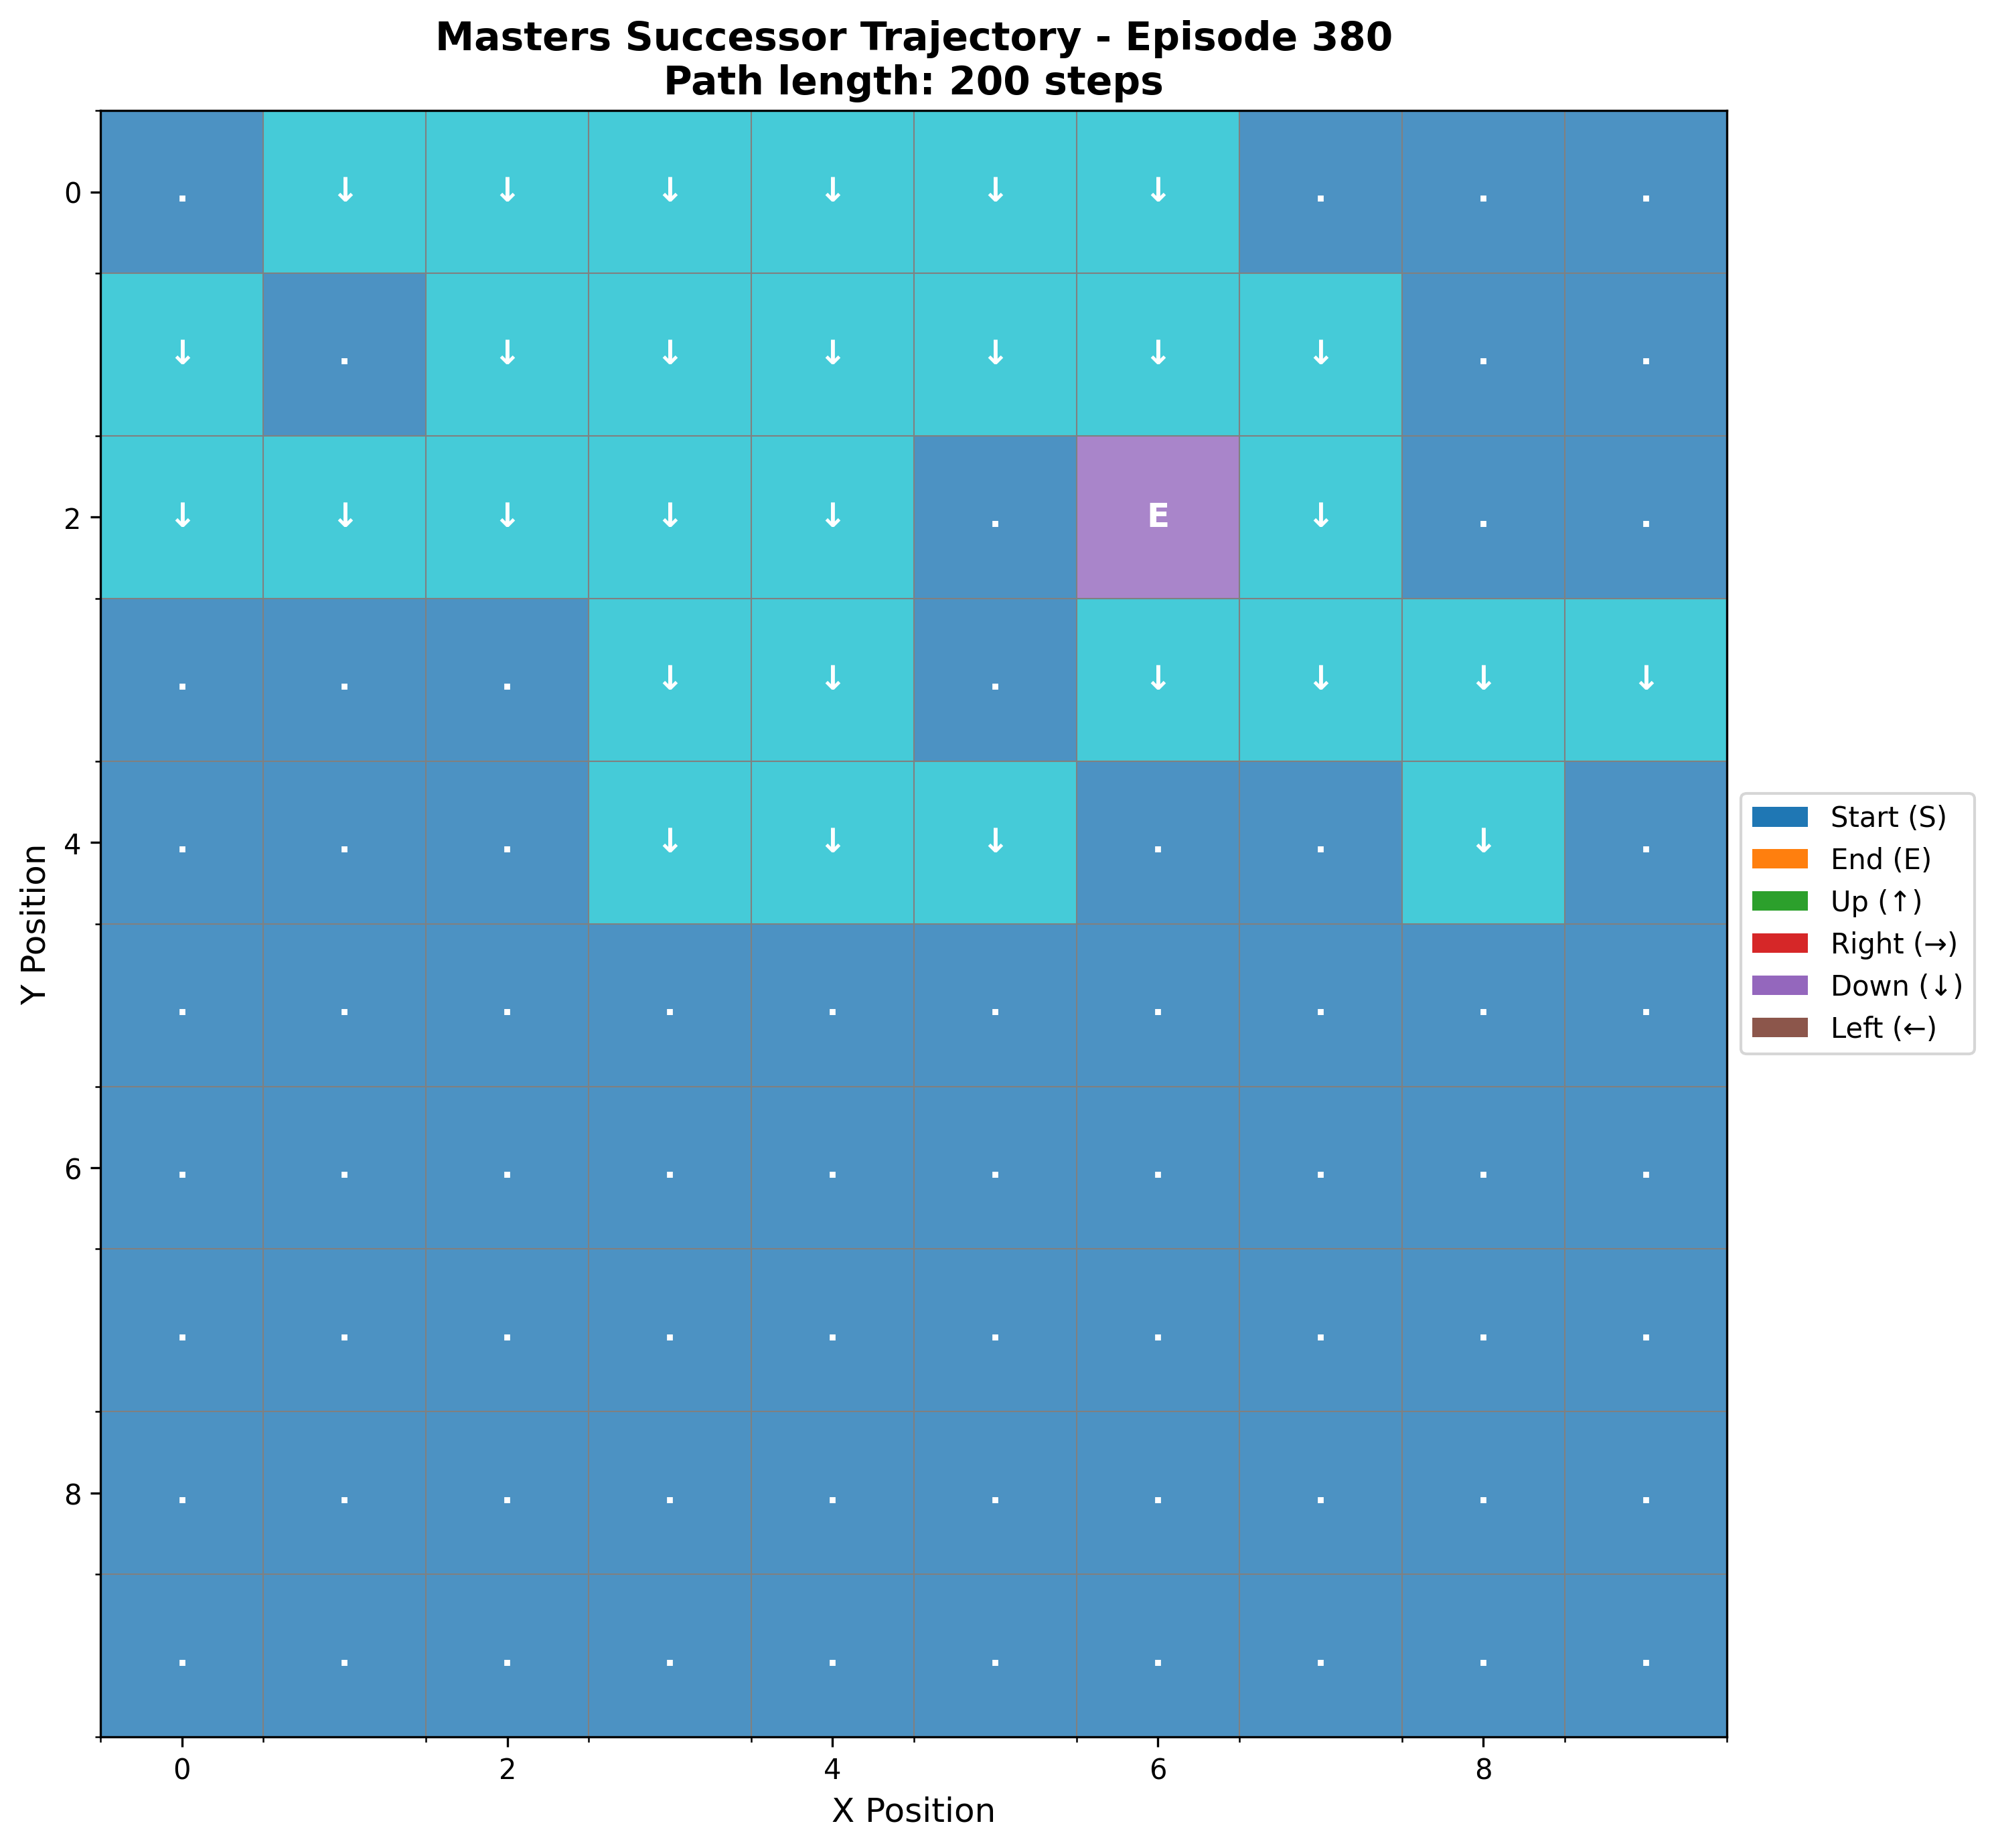 Masters Successor Trajectory - Episode 380
Path length: 200 steps
0 . ↓ ↓ ↓ ↓ ↓ ↓ . . .
↓ . ↓ ↓ ↓ ↓ ↓ ↓ . .
2 ↓ ↓ ↓ ↓ ↓ . E ↓ . .
. . . ↓ ↓ . ↓ ↓ ↓ ↓
4 . . . ↓ ↓ ↓ . . ↓ .
. . . . . . . . . .
6 . . . . . . . . . .
. . . . . . . . . .
8 . . . . . . . . . .
. . . . . . . . . .
0 2 4 6 8
X Position
Y Position
Start (S)
End (E)
Up (↑)
Right (→)
Down (↓)
Left (←)